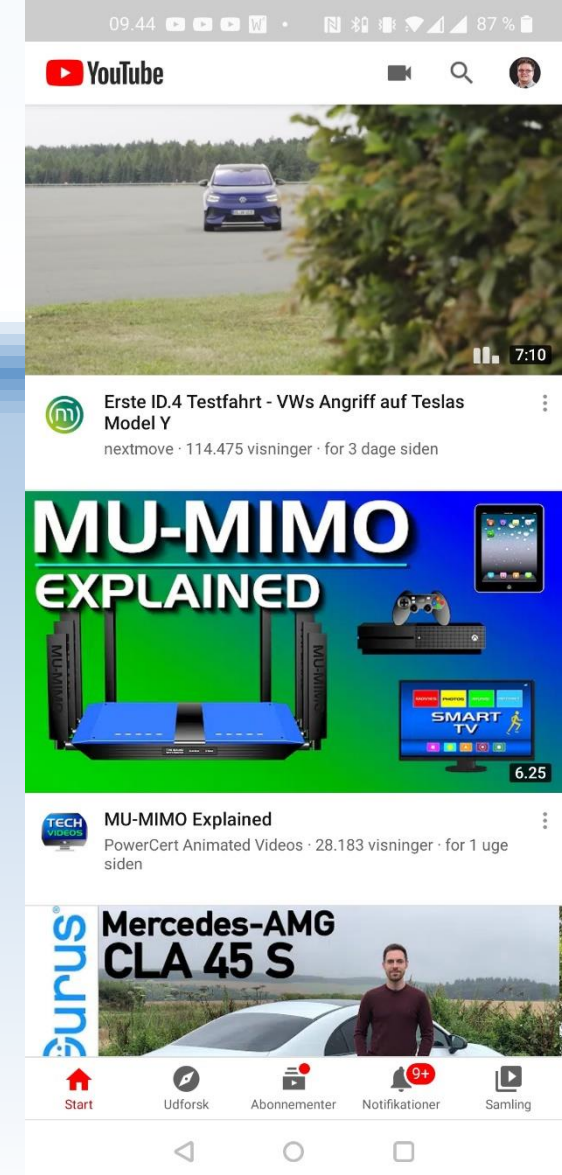 09.44
87 %
YouTube
7:10
Erste ID.4 Testfahrt - VWs Angriff auf Teslas
Model Y
nextmove · 114.475 visninger · for 3 dage siden
MU-MIMO
EXPLAINED
MU-MIMO
MU-MIMO
MOVIES PHOTOS MUSIC
SMART
TV
6.25
TECH
VIDEOS
MU-MIMO Explained
PowerCert Animated Videos · 28.183 visninger · for 1 uge
siden
Gurus
Mercedes-AMG
CLA 45 S
9+
Start
Udforsk
Abonnementer
Notifikationer
Samling